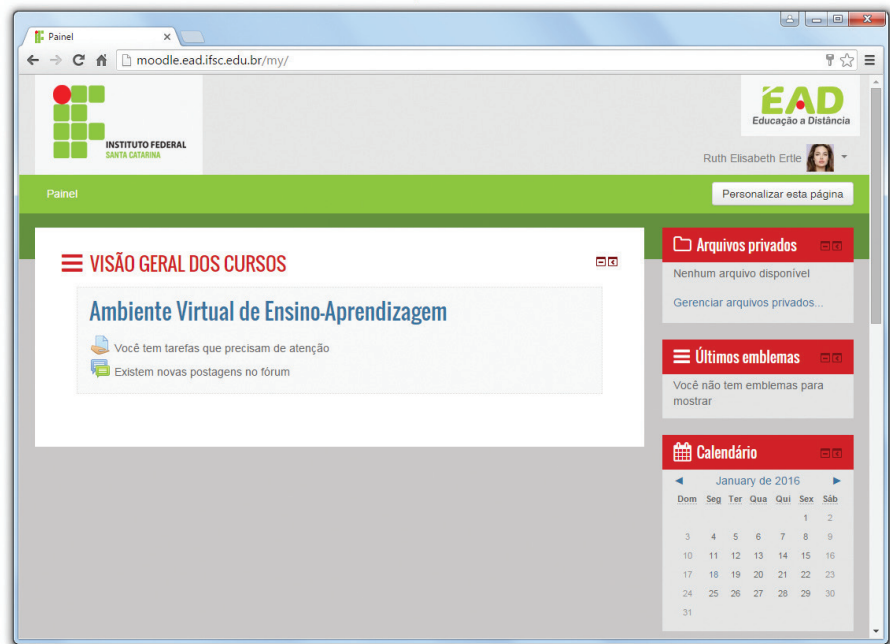 Painel
moodle.ead.ifsc.edu.br/my/
INSTITUTO FEDERAL
SANTA CATARINA
EAD
Educação a Distância
Ruth Elisabeth Ertle
Painel
Personalizar esta página
VISÃO GERAL DOS CURSOS
Ambiente Virtual de Ensino-Aprendizagem
Você tem tarefas que precisam de atenção
Existem novas postagens no fórum
Arquivos privados
Nenhum arquivo disponível
Gerenciar arquivos privados...
Últimos emblemas
Você não tem emblemas para
mostrar
Calendário
January de 2016
Dom Seg Ter Qua Qui Sex Sáb
1 2
3 4 5 6 7 8 9
10 11 12 13 14 15 16
17 18 19 20 21 22 23
24 25 26 27 28 29 30
31